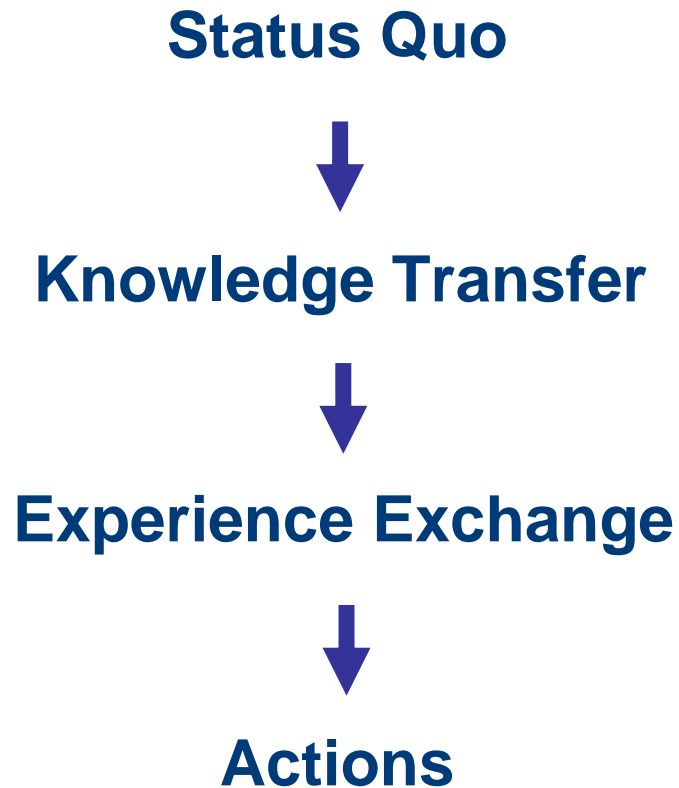 Status Quo
Knowledge Transfer
Experience Exchange
Actions